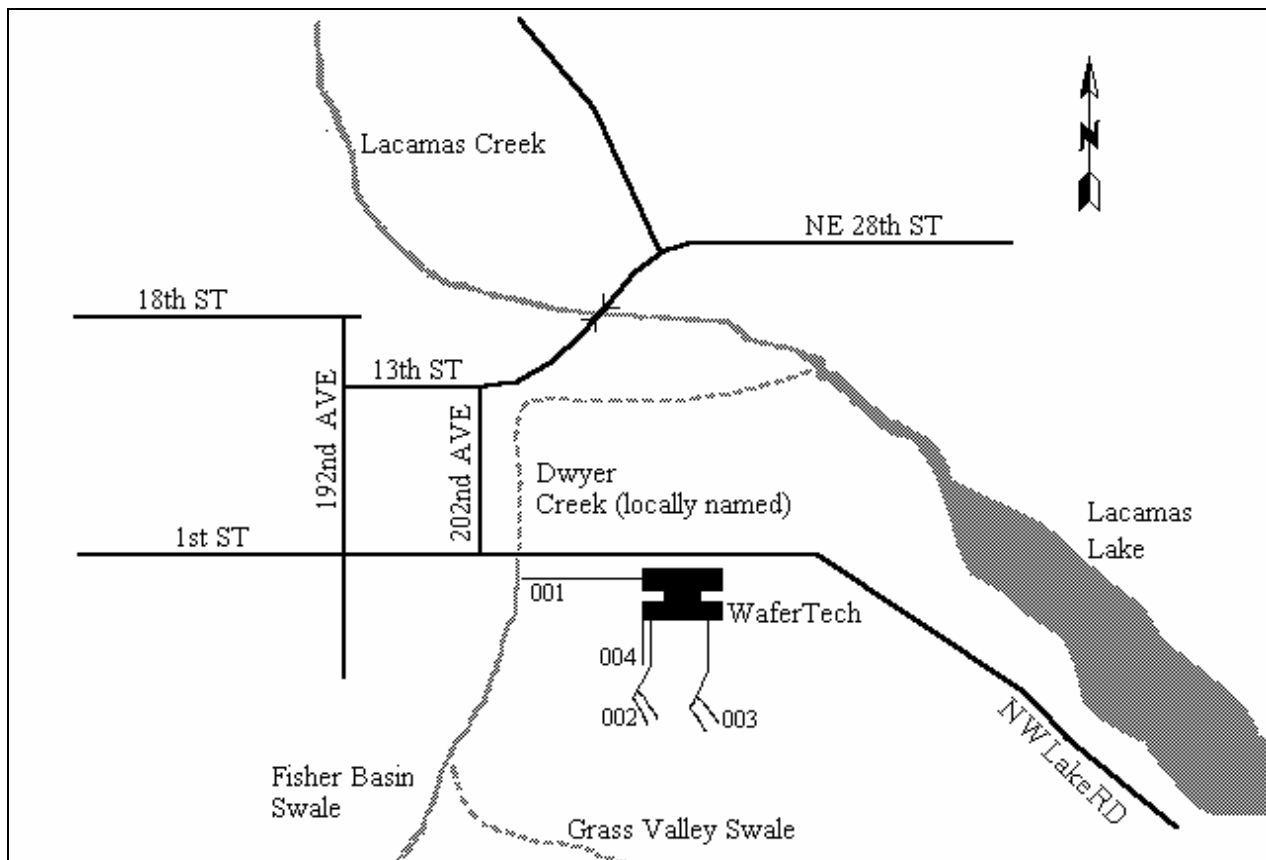 Lacamas Creek
N
NE 28th ST
18th ST
13th ST
192nd AVE
202nd AVE
Dwyer
Creek (locally named)
1st ST
Lacamas
Lake
001
WaferTech
004
002
003
NW Lake RD
Fisher Basin
Swale
Grass Valley Swale